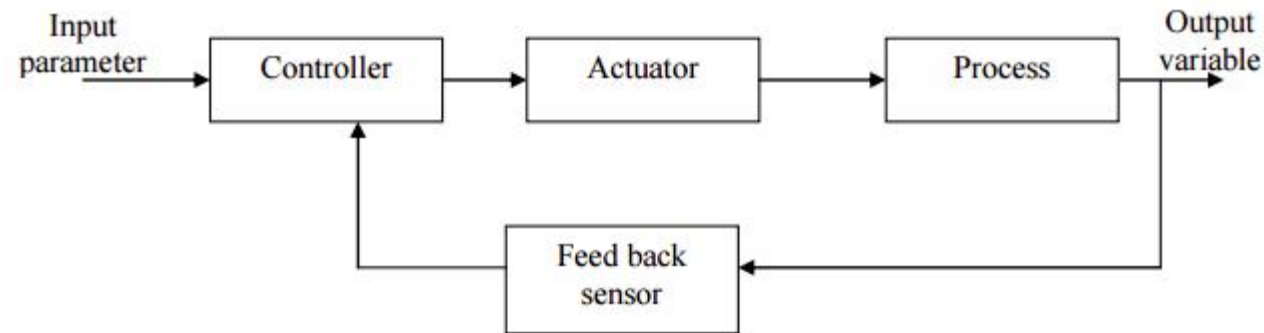 Input
parameter
Controller
Actuator
Process
Output
variable
Feed back
sensor